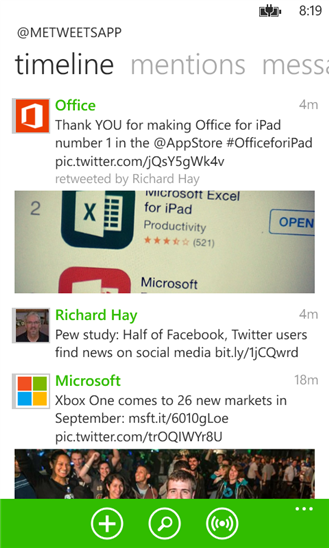 8:19
@METWEETSAPP
timeline mentions messa
Office 4m
Thank YOU for making Office for iPad
number 1 in the @AppStore #OfficeforiPad
pic.twitter.com/jQsY5gWk4v
retweeted by Richard Hay
Microsoft Excel
2 for iPad
Productivity
(521)
OPEN
Microsoft
Richard Hay 4m
Pew study: Half of Facebook, Twitter users
find news on social media bit.ly/1jCQwrd
Microsoft 18m
Xbox One comes to 26 new markets in
September: msft.it/6010gLoe
pic.twitter.com/trOQIWYr8U